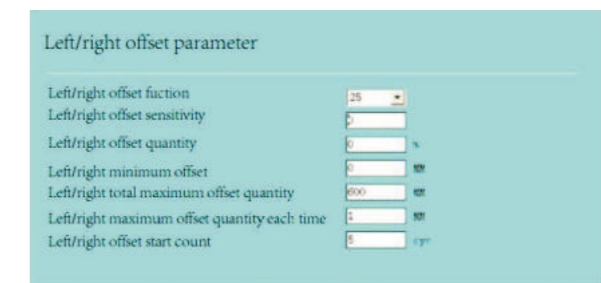 Left/right offset parameter
Left/right offset fuction 25
Left/right offset sensitivity
Left/right offset quantity 0 %
Left/right minimum offset 0
Left/right total maximum offset quantity 600
Left/right maximum offset quantity each time 1
Left/right offset start count 5